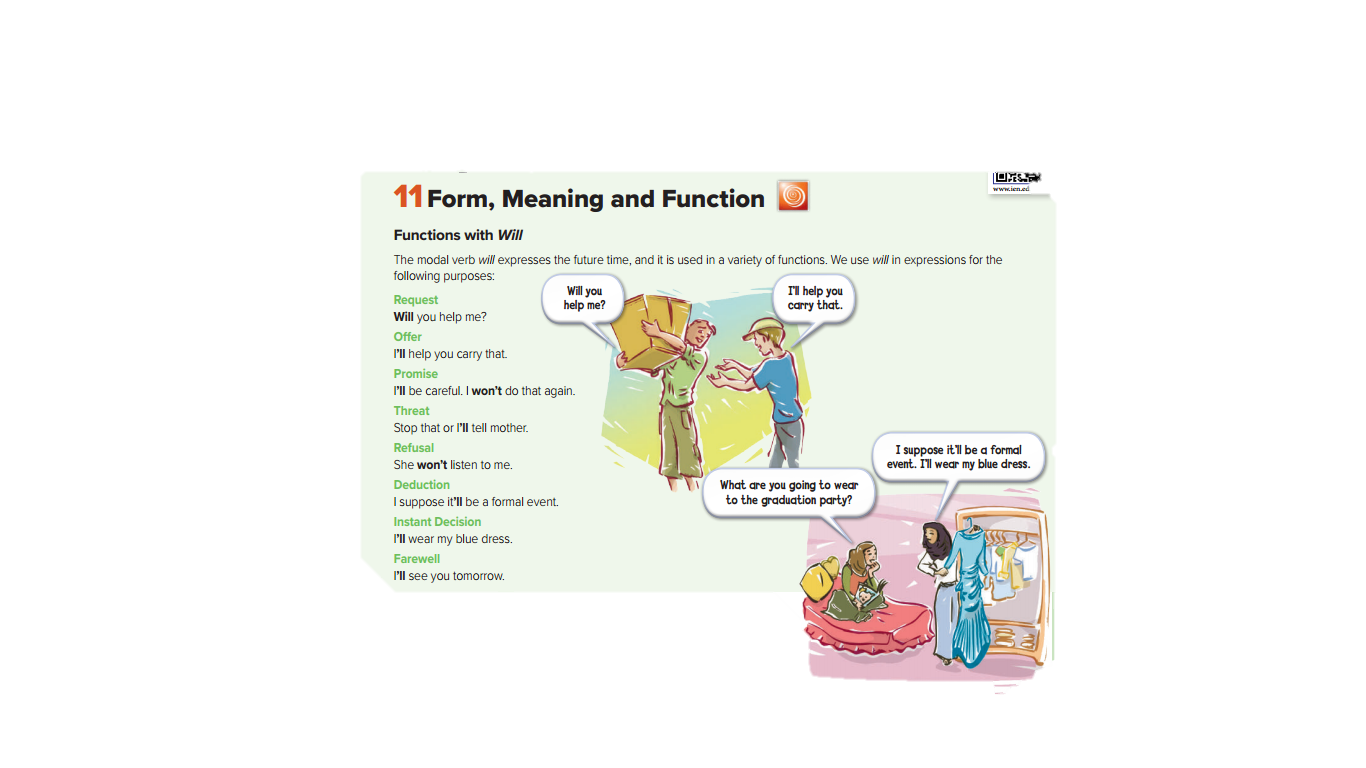 11 Form, Meaning and Function
www.ien.ed
Functions with Will
The modal verb will expresses the future time, and it is used in a variety of functions. We use will in expressions for the
following purposes:
Request
Will you help me?
Offer
I'll help you carry that.
Promise
I'll be careful. I won't do that again.
Threat
Stop that or I'll tell mother.
Refusal
She won't listen to me.
Deduction
I suppose it'll be a formal event.
Instant Decision
I'll wear my blue dress.
Farewell
I'll see you tomorrow.
Will you
help me?
I'll help you
carry that.
What are you going to wear
to the graduation party?
I suppose it'll be a formal
event. I'll wear my blue dress.